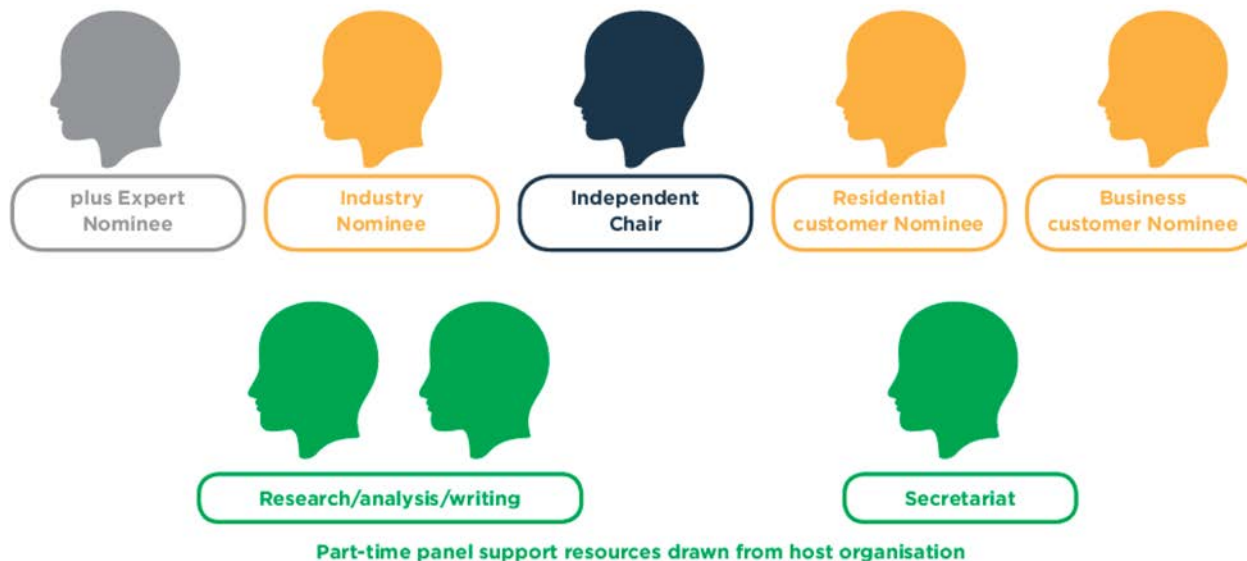 plus Expert
Nominee
Industry
Nominee
Independent
Chair
Residential
customer Nominee
Business
customer Nominee
Research/analysis/writing
Secretariat
Part-time panel support resources drawn from host organisation